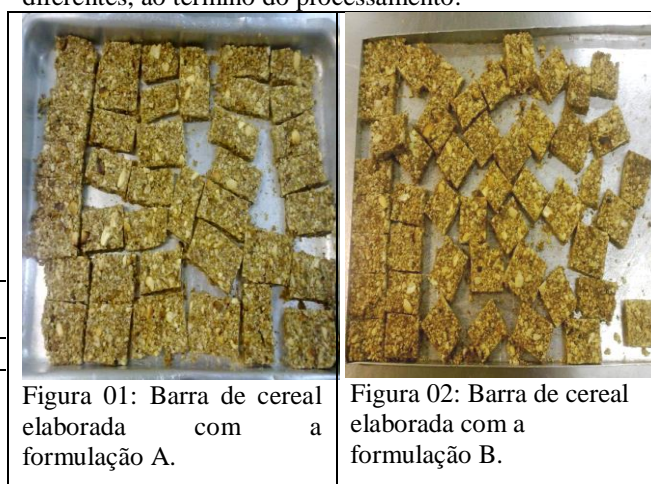 diferentes, ao término do processamento.
Figura 01: Barra de cereal
elaborada com a
formulação A.
Figura 02: Barra de cereal
elaborada com a
formulação B.